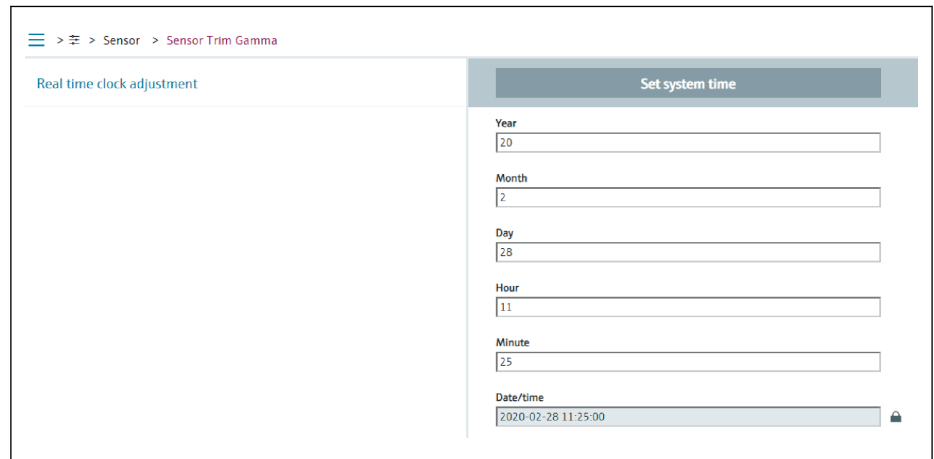 > > Sensor > Sensor Trim Gamma
Real time clock adjustment
Set system time
Year
20
Month
2
Day
28
Hour
11
Minute
25
Date/time
2020-02-28 11:25:00